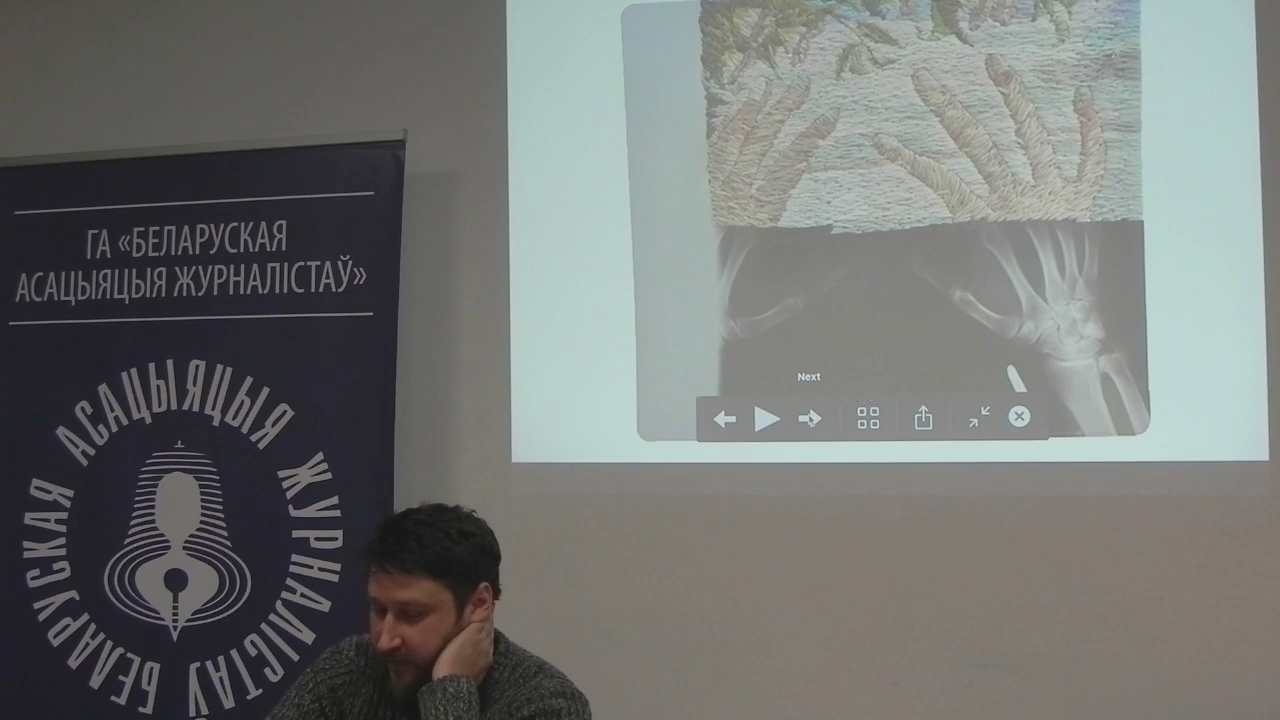 ГА «БЕЛАРУСКАЯ
АСАЦЫЯЦЫЯ ЖУРНАЛІСТАЎ»
БЕЛАРУСКАЯ АСАЦЫЯЦЫЯ ЖУРНАЛІСТАЎ
Next